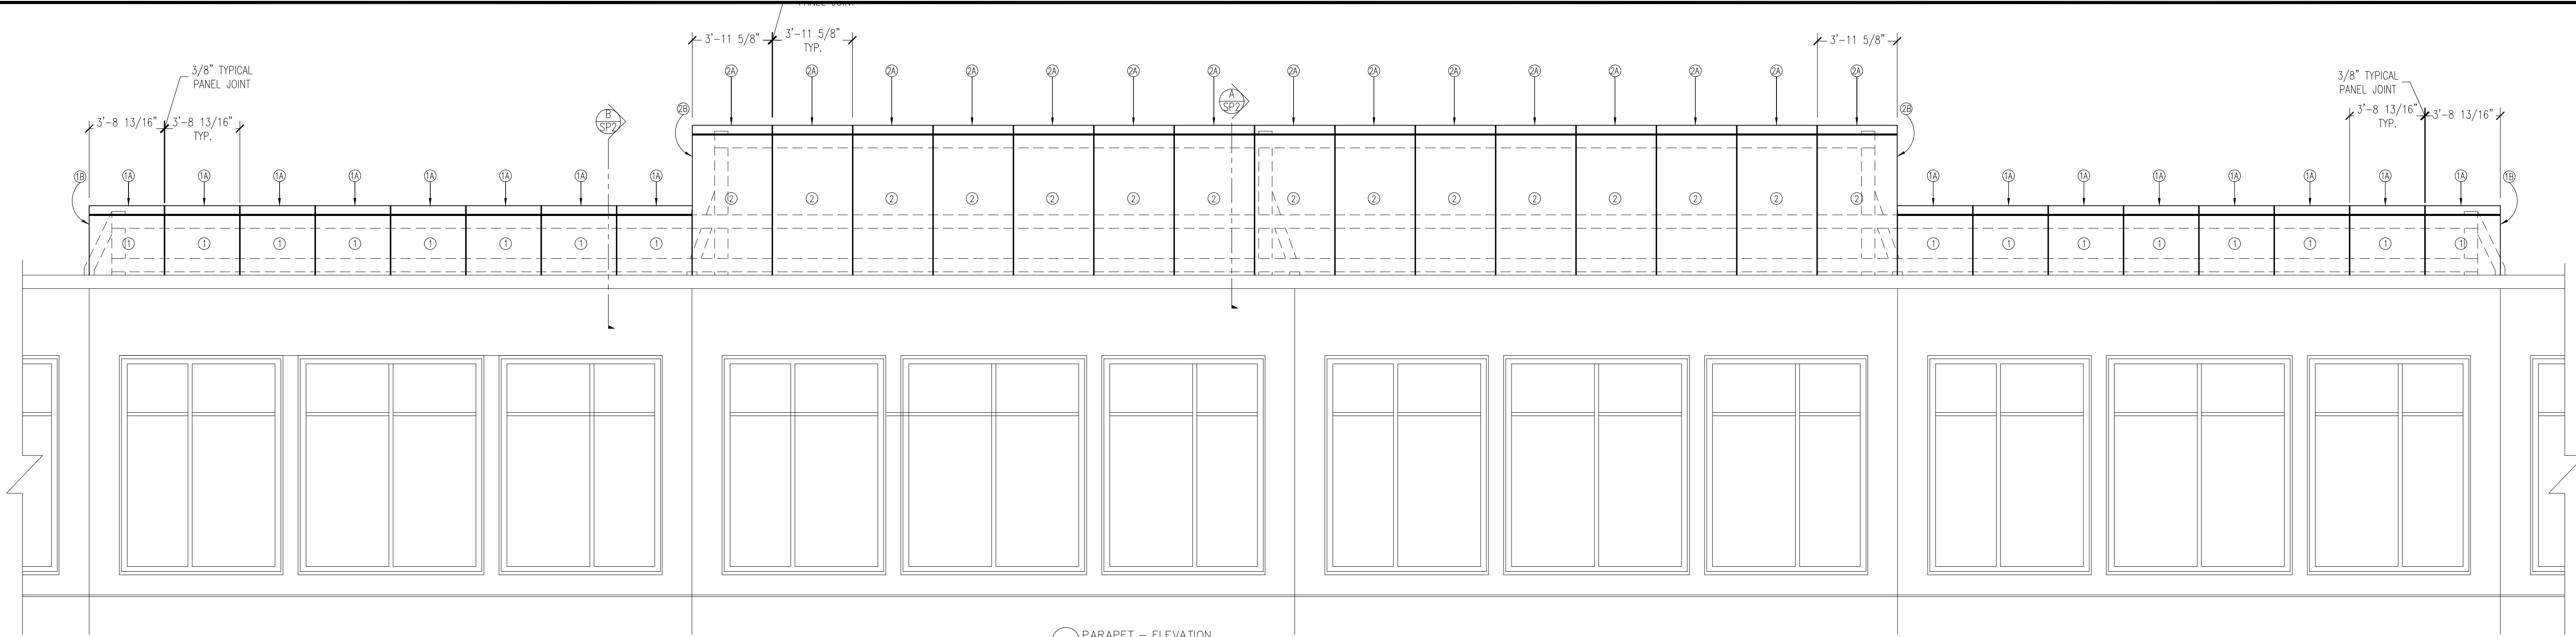 PANEL JOINT
3'-11 5/8"
3'-11 5/8"
TYP.
3'-11 5/8"
3/8" TYPICAL
PANEL JOINT
3/8" TYPICAL
PANEL JOINT
2A 2A 2A 2A 2A 2A 2A 2A 2A 2A 2A 2A 2A 2A 2A
A
SP2
B
SP2
2B
2B
3'-8 13/16"
3'-8 13/16"
TYP.
3'-8 13/16"
TYP.
3'-8 13/16"
1B
1A 1A 1A 1A 1A 1A 1A 1A
1A 1A 1A 1A 1A 1A 1A 1A
1B
2 2 2 2 2 2 2 2 2 2 2 2 2 2 2
1 1 1 1 1 1 1 1
1 1 1 1 1 1 1 1
PARAPET - ELEVATION